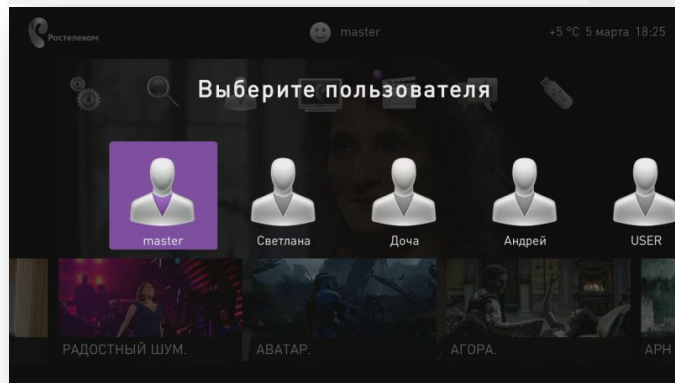 Ростелеком
master
+5 °C 5 марта 18:25
Выберите пользователя
master
Светлана
Доча
Андрей
USER
РАДОСТНЫЙ ШУМ.
АВАТАР.
АГОРА.
АРН